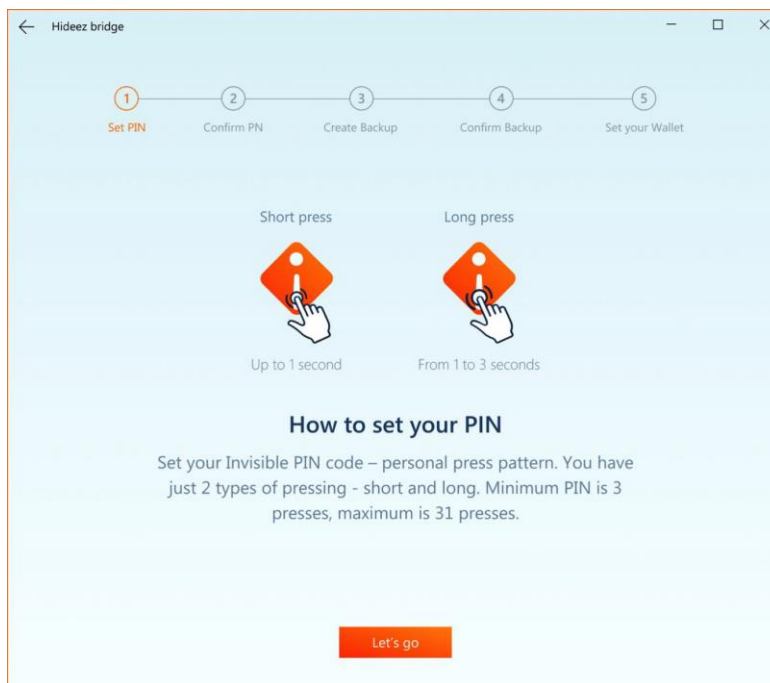 Hideez bridge
1 2 3 4 5
Set PIN Confirm PN Create Backup Confirm Backup Set your Wallet
Short press Long press
Up to 1 second From 1 to 3 seconds
How to set your PIN
Set your Invisible PIN code – personal press pattern. You have
just 2 types of pressing - short and long. Minimum PIN is 3
presses, maximum is 31 presses.
Let's go